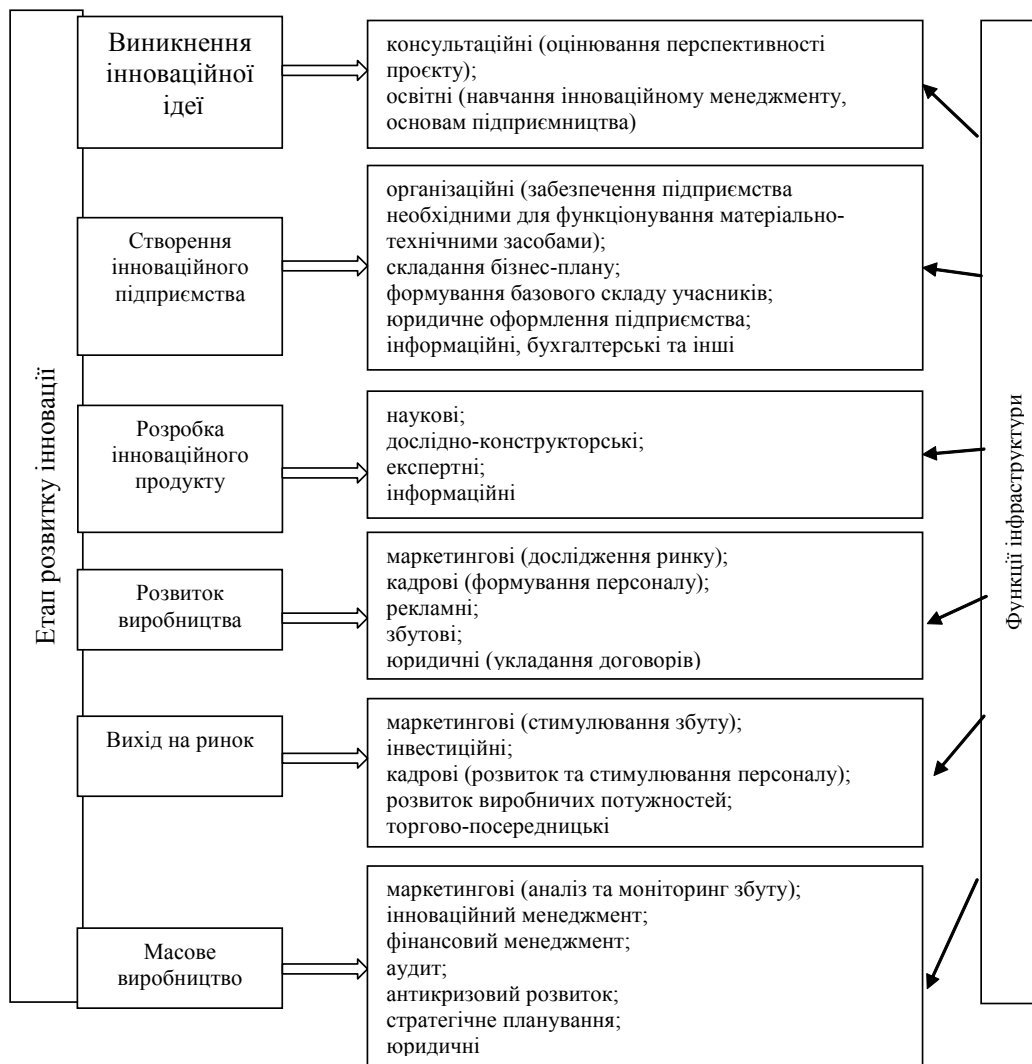 Етап розвитку інновації
Виникнення
інноваційної
ідеї
консультаційні (оцінювання перспективності
проєкту);
освітні (навчання інноваційному менеджменту,
основам підприємництва)
Створення
інноваційного
підприємства
організаційні (забезпечення підприємства
необхідними для функціонування матеріально-
технічними засобами);
складання бізнес-плану;
формування базового складу учасників;
юридичне оформлення підприємства;
інформаційні, бухгалтерські та інші
Розробка
інноваційного
продукту
наукові;
дослідно-конструкторські;
експертні;
інформаційні
Розвиток
виробництва
маркетингові (дослідження ринку);
кадрові (формування персоналу);
рекламні;
збутові;
юридичні (укладання договорів)
Вихід на ринок
маркетингові (стимулювання збуту);
інвестиційні;
кадрові (розвиток та стимулювання персоналу);
розвиток виробничих потужностей;
торгово-посередницькі
Масове
виробництво
маркетингові (аналіз та моніторинг збуту);
інноваційний менеджмент;
фінансовий менеджмент;
аудит;
антикризовий розвиток;
стратегічне планування;
юридичні
Функції інфраструктури